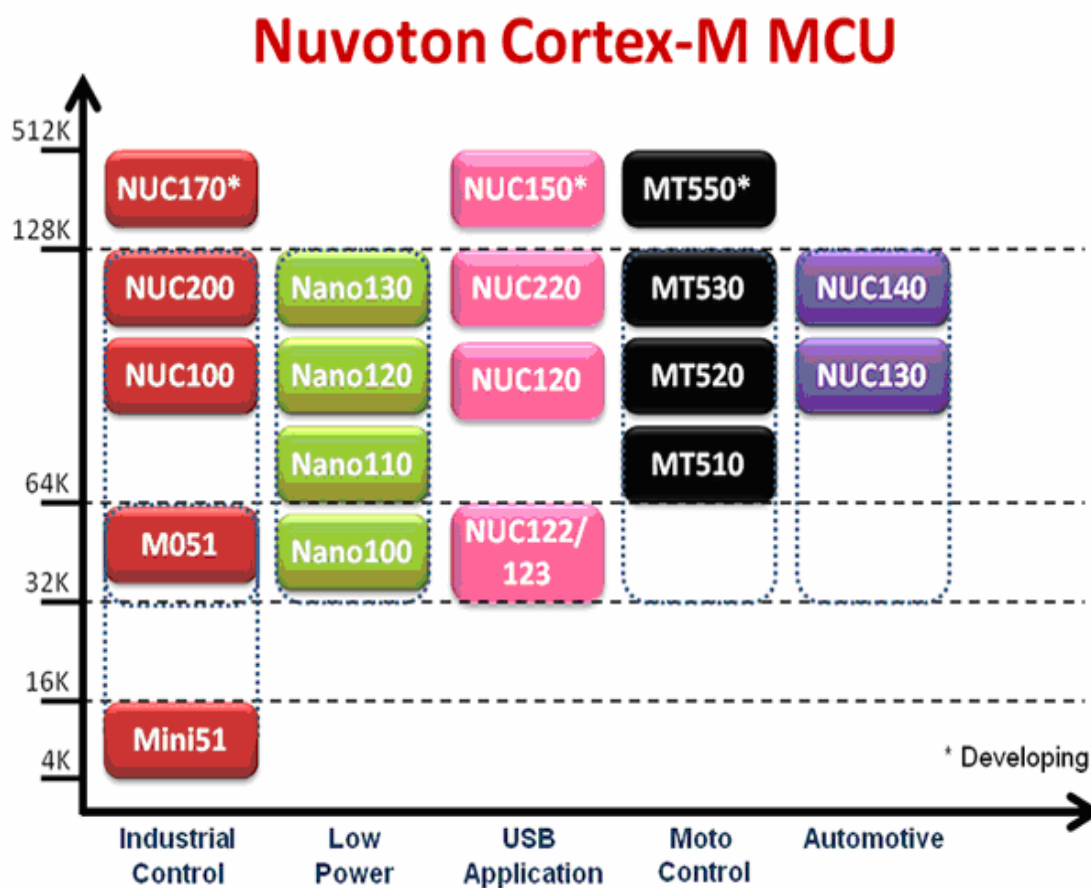 Nuvoton Cortex-M MCU
512K
NUC170*
NUC150*
MT550*
128K
NUC200
Nano130
NUC220
MT530
NUC140
NUC100
Nano120
NUC120
MT520
NUC130
Nano110
MT510
64K
M051
Nano100
NUC122/
123
32K
16K
Mini51
4K
* Developing
Industrial
Control
Low
Power
USB
Application
Moto
Control
Automotive